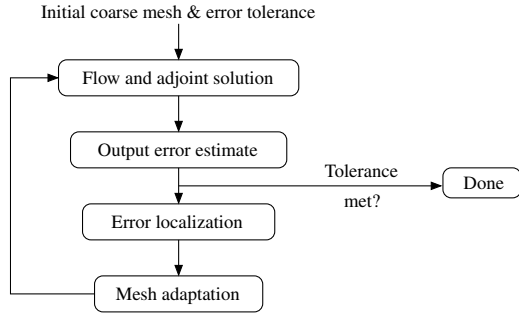 Initial coarse mesh & error tolerance
Flow and adjoint solution
Output error estimate
Tolerance
met?
Done
Error localization
Mesh adaptation